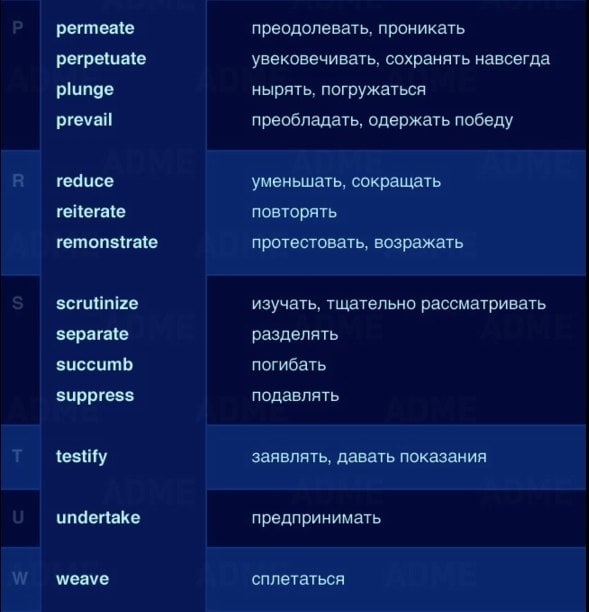 P permeate преодолевать, проникать
perpetuate увековечивать, сохранять навсегда
plunge нырять, погружаться
prevail преобладать, одержать победу
R reduce уменьшать, сокращать
reiterate повторять
remonstrate протестовать, возражать
S scrutinize изучать, тщательно рассматривать
separate разделять
succumb погибать
suppress подавлять
T testify заявлять, давать показания
U undertake предпринимать
W weave сплетаться